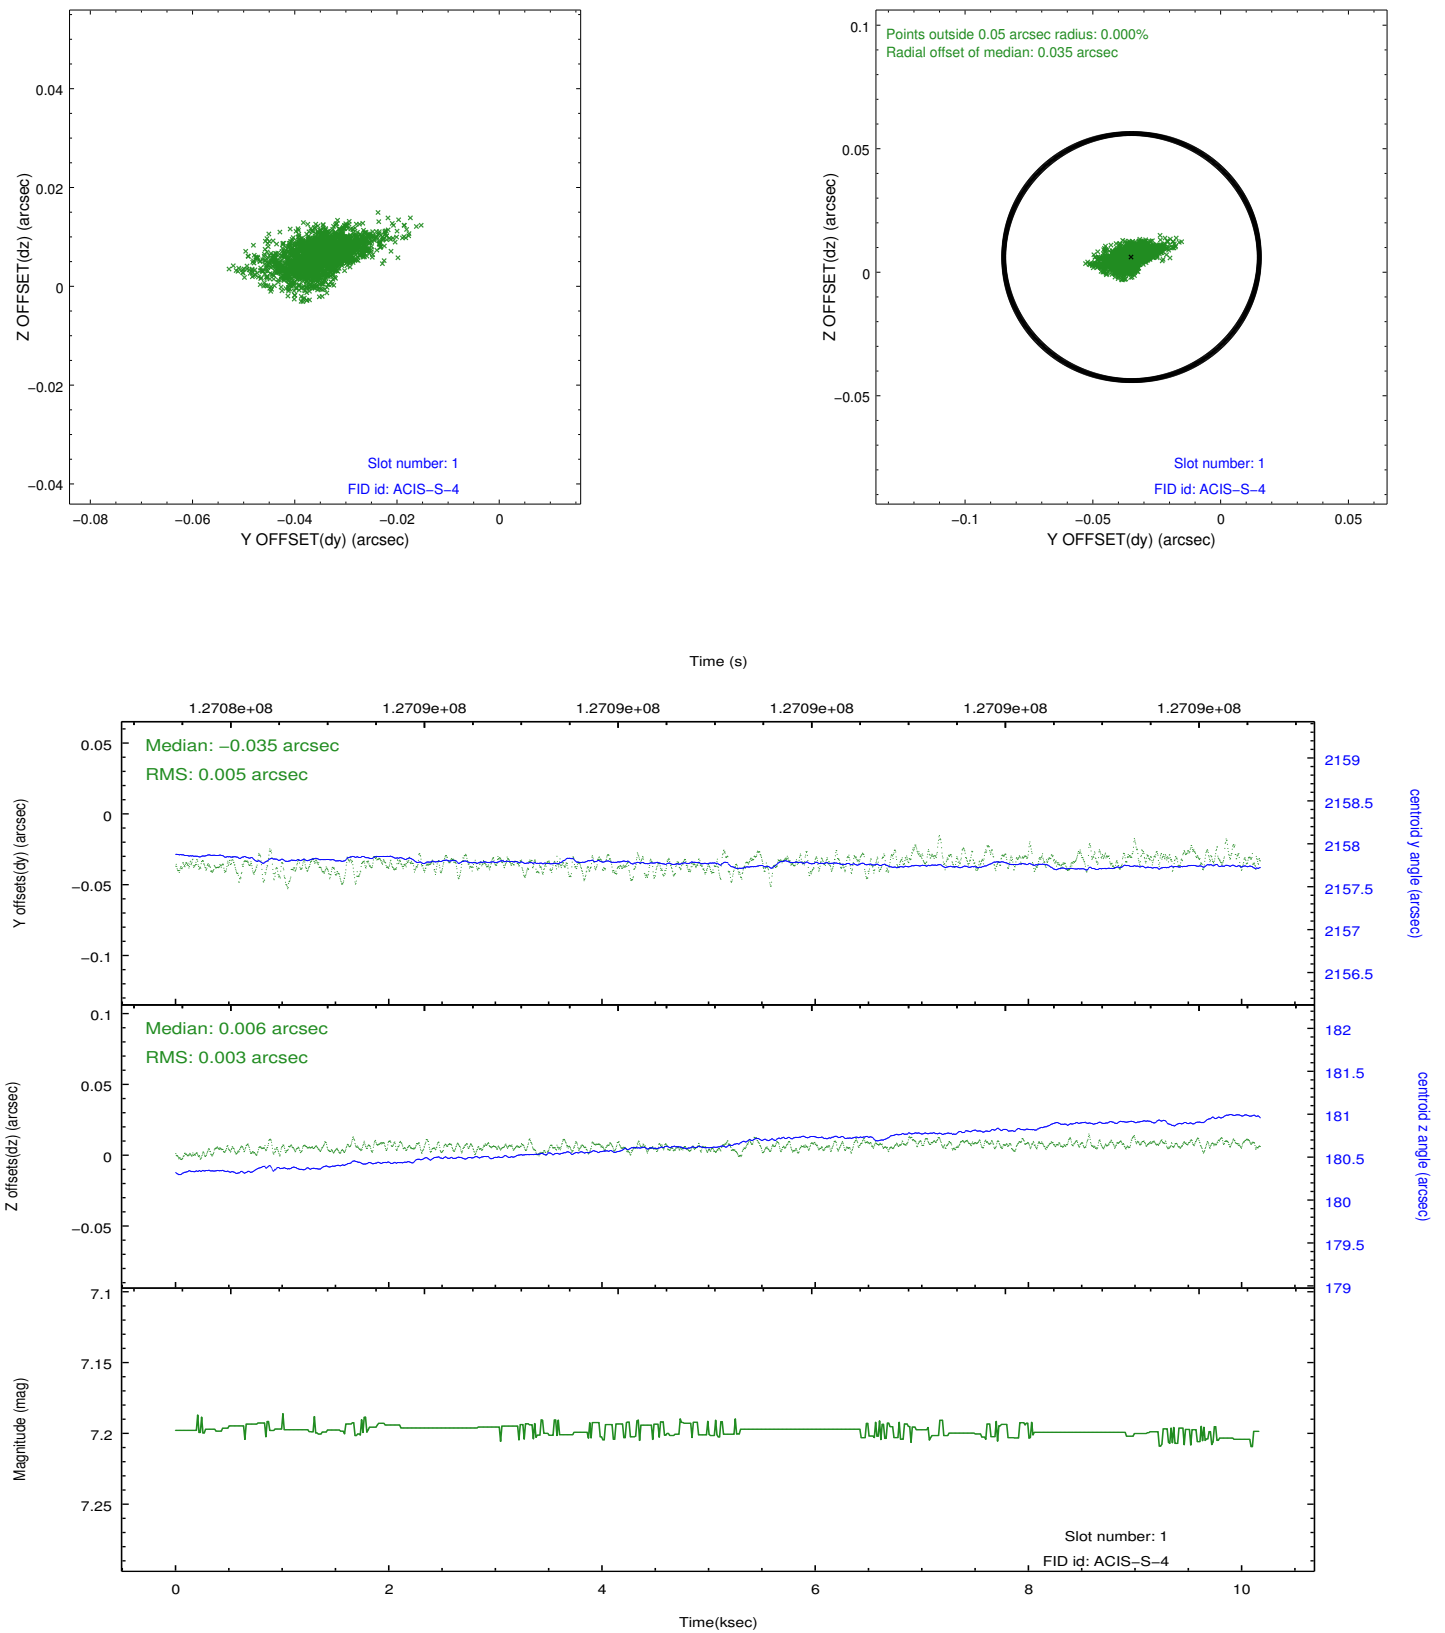 0.04
0.02
0
−0.02
−0.04
Z OFFSET(dz) (arcsec)
Slot number: 1
FID id: ACIS−S−4
−0.08 −0.06 −0.04 −0.02 0
Y OFFSET(dy) (arcsec)
Points outside 0.05 arcsec radius: 0.000%
Radial offset of median: 0.035 arcsec
0.1
0.05
0
−0.05
Z OFFSET(dz) (arcsec)
Slot number: 1
FID id: ACIS−S−4
−0.1 −0.05 0 0.05
Y OFFSET(dy) (arcsec)
Time (s)
1.2708e+08 1.2709e+08 1.2709e+08 1.2709e+08 1.2709e+08 1.2709e+08
Median: −0.035 arcsec
RMS: 0.005 arcsec
0.05
0
−0.05
−0.1
Y offsets(dy) (arcsec)
2159
2158.5
2158
2157.5
2157
2156.5
centroid y angle (arcsec)
Median: 0.006 arcsec
RMS: 0.003 arcsec
0.1
0.05
0
−0.05
Z offsets(dz) (arcsec)
182
181.5
181
180.5
180
179.5
179
centroid z angle (arcsec)
7.1
7.15
7.2
7.25
Magnitude (mag)
Slot number: 1
FID id: ACIS−S−4
0 2 4 6 8 10
Time(ksec)